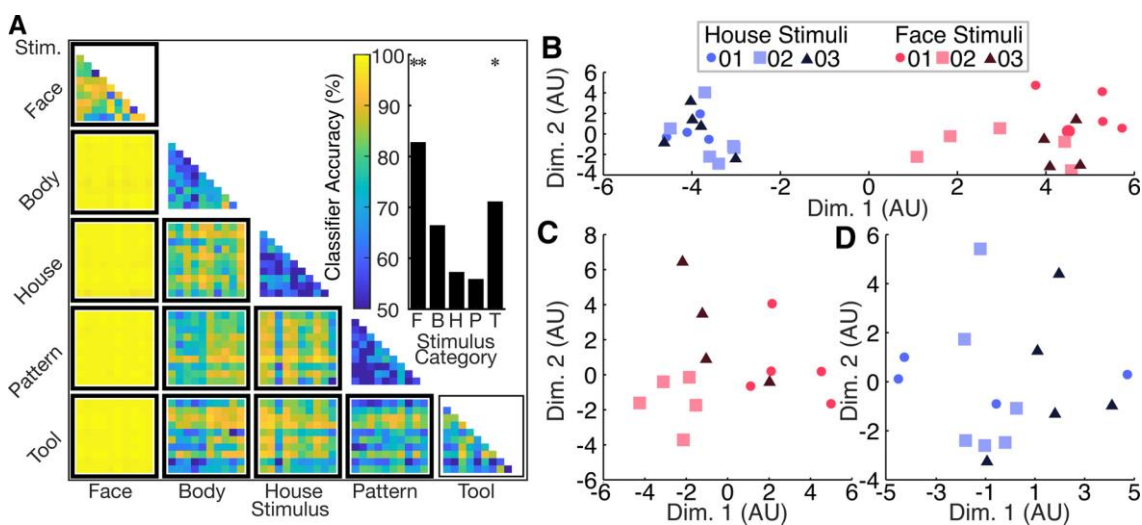 A
Stim.
Face
Body
House
Pattern
Tool
Face Body House Pattern Tool
Stimulus
Classifier Accuracy (%)
100
90
80
70
60
50
** *
F B H P T
Stimulus
Category
B
House Stimuli Face Stimuli
01 02 03 01 02 03
Dim. 2 (AU)
6
4
2
0
-2
-4
-6 -4 -2 0 2 4 6
Dim. 1 (AU)
C
Dim. 2 (AU)
8
6
4
2
0
-2
-4
-6
-6 -4 -2 0 2 4 6
Dim. 1 (AU)
D
6
4
2
0
-2
-4
-5 -3 -1 1 3 5
Dim. 1 (AU)